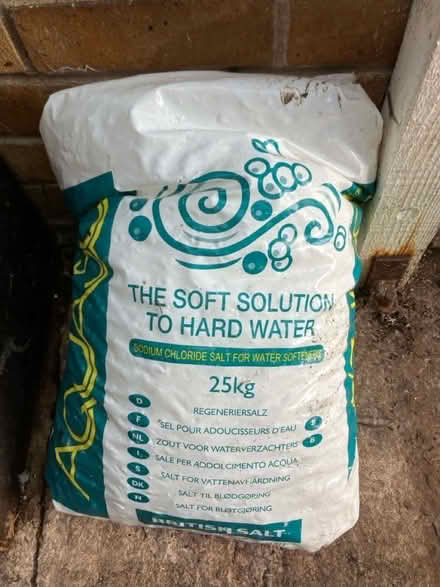 THE SOFT SOLUTION
TO HARD WATER
SODIUM CHLORIDE SALT FOR WATER SOFTENERS
25kg
D REGENERIERSALZ
F SEL POUR ADOUCISSEURS D'EAU
NL ZOUT VOOR WATERVERZACHTERS
I SALE PER ADDOLCIMENTO ACQUA
S SALT FOR VATTENAVHÄRDNING
DK SALT TIL BLØDGØRING
N SALT FOR BLØTGJØRING
BRITISH SALT